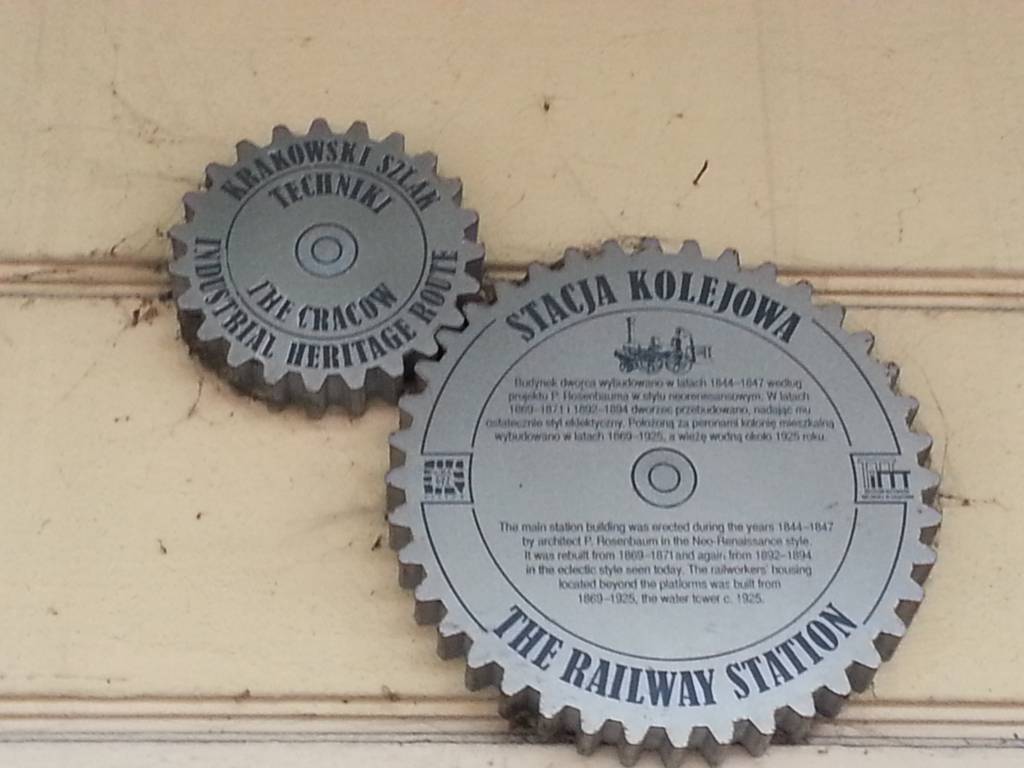 KRAKOWSKI SZLAK
TECHNIKI
THE CRACOW
INDUSTRIAL HERITAGE ROUTE
STACJA KOLEJOWA
Budynek dworca wybudowano w latach 1844–1847 według
projektu P. Rosenbauma w stylu neorenesansowym. W latach
1869–1871 i 1892–1894 dworzec przebudowano, nadając mu
ostatecznie styl eklektyczny. Położoną za peronami kolonię mieszkalną
wybudowano w latach 1869–1925, a wieżę wodną około 1925 roku.
The main station building was erected during the years 1844–1847
by architect P. Rosenbaum in the Neo-Renaissance style.
It was rebuilt from 1869–1871 and again from 1892–1894
in the eclectic style seen today. The railworkers' housing
located beyond the platforms was built from
1869–1925, the water tower c. 1925.
THE RAILWAY STATION